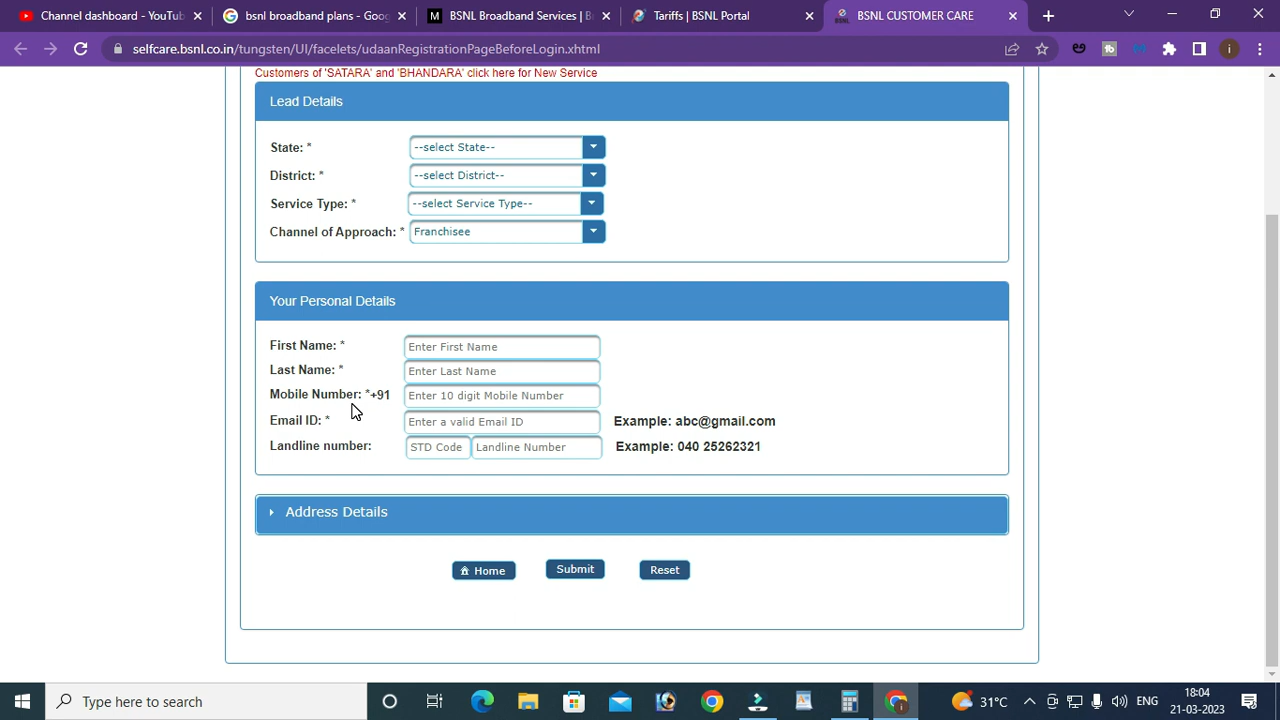 Channel dashboard - YouTub
bsnl broadband plans - Goog
BSNL Broadband Services | B
Tariffs | BSNL Portal
BSNL CUSTOMER CARE
selfcare.bsnl.co.in/tungsten/UI/facelets/udaanRegistrationPageBeforeLogin.xhtml
Customers of 'SATARA' and 'BHANDARA' click here for New Service
Lead Details
State: * --select State--
District: * --select District--
Service Type: * --select Service Type--
Channel of Approach: * Franchisee
Your Personal Details
First Name: * Enter First Name
Last Name: * Enter Last Name
Mobile Number: *+91 Enter 10 digit Mobile Number
Email ID: * Enter a valid Email ID Example: abc@gmail.com
Landline number: STD Code Landline Number Example: 040 25262321
Address Details
Home Submit Reset
Type here to search
31°C
ENG
18:04
21-03-2023